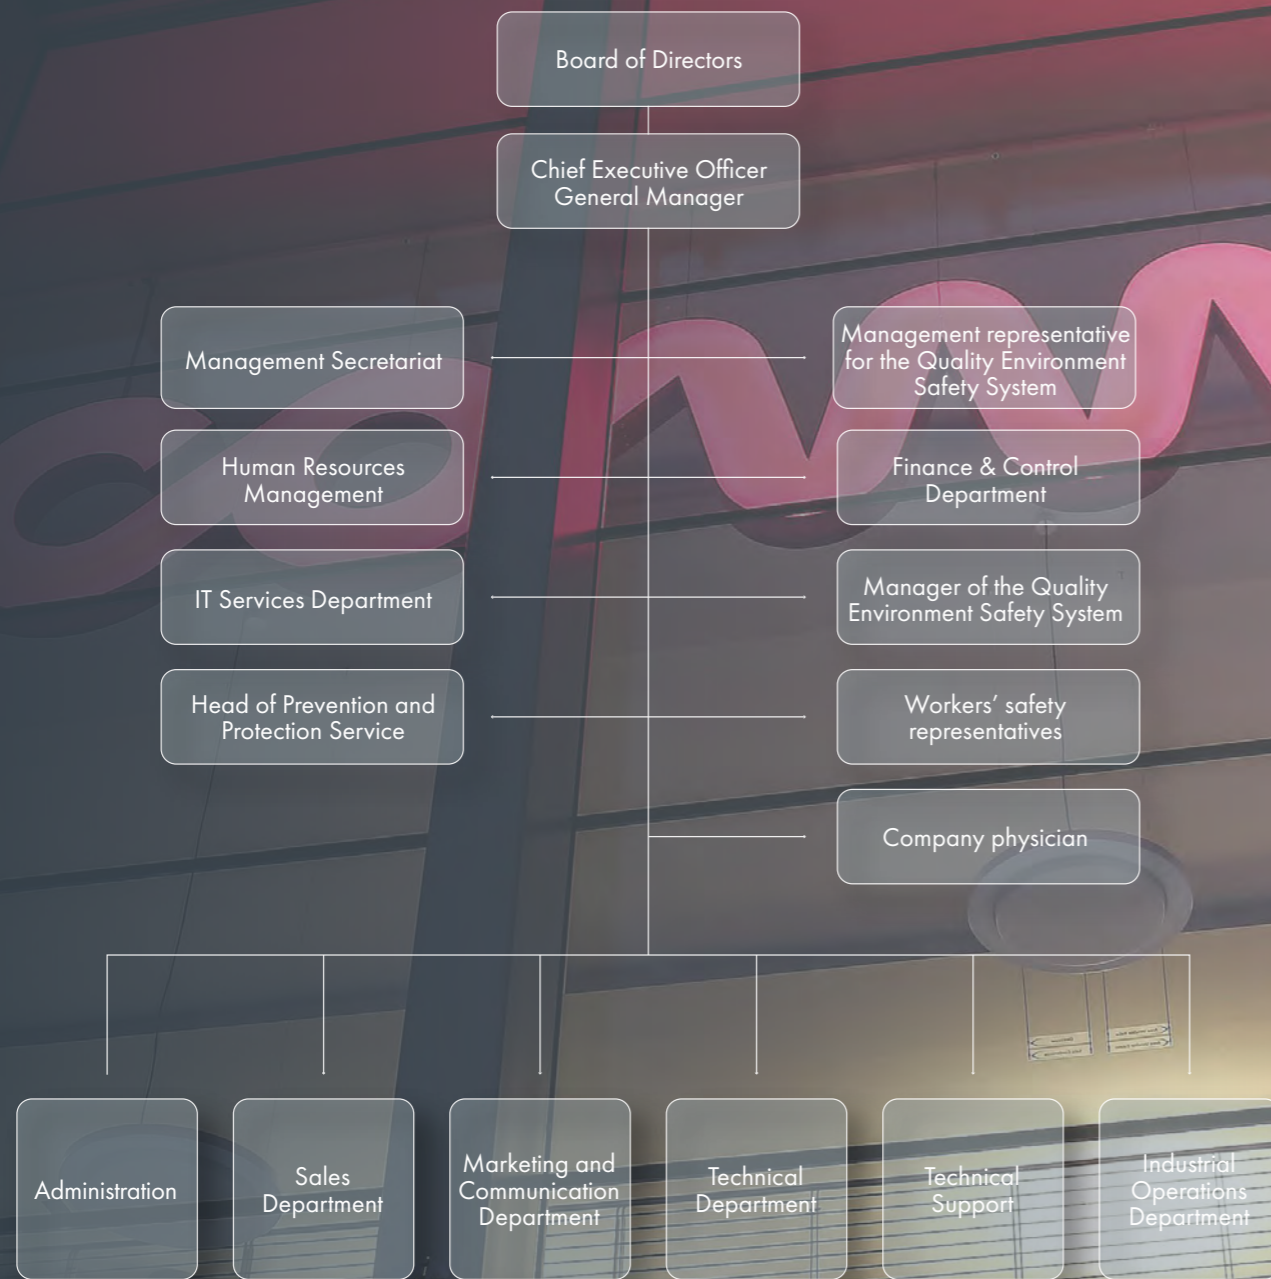 Board of Directors
Chief Executive Officer
General Manager
Management Secretariat
Management representative
for the Quality Environment
Safety System
Human Resources
Management
Finance & Control
Department
IT Services Department
Manager of the Quality
Environment Safety System
Head of Prevention and
Protection Service
Workers’ safety
representatives
Company physician
Administration
Sales
Department
Marketing and
Communication
Department
Technical
Department
Technical
Support
Industrial
Operations
Department